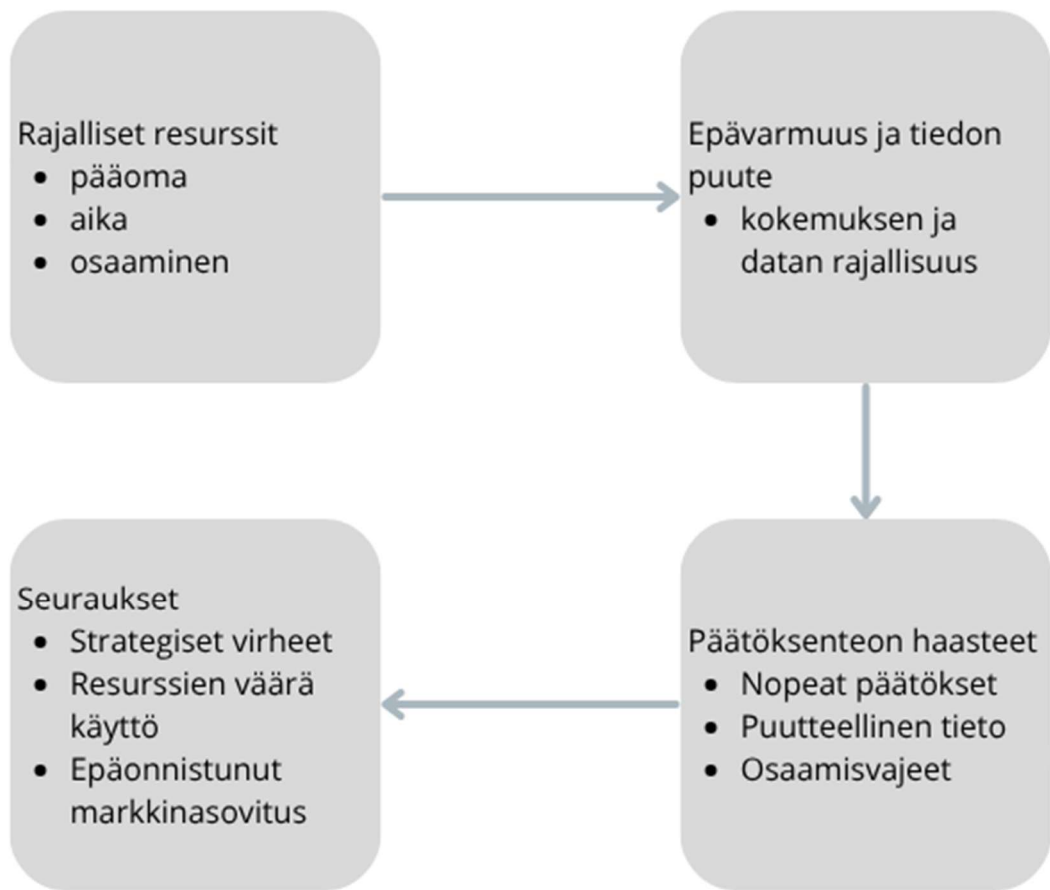 Rajalliset resurssit
• pääoma
• aika
• osaaminen
Epävarmuus ja tiedon
puute
• kokemuksen ja
datan rajallisuus
Päätöksenteon haasteet
• Nopeat päätökset
• Puutteellinen tieto
• Osaamisvajeet
Seuraukset
• Strategiset virheet
• Resurssien väärä
käyttö
• Epäonnistunut
markkinasovitus